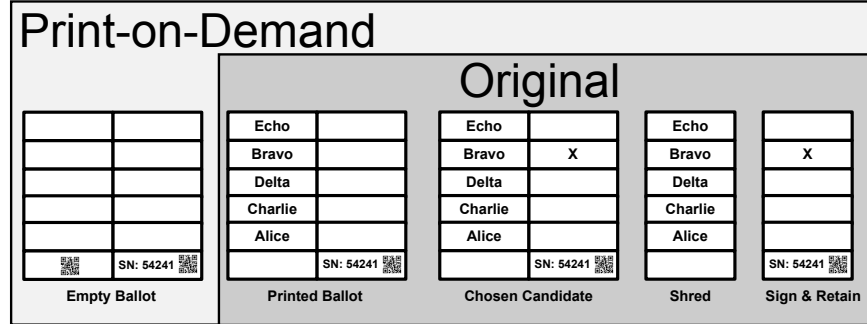 Print-on-Demand
Original
Echo Echo Echo
Bravo Bravo X Bravo X
Delta Delta Delta
Charlie Charlie Charlie
Alice Alice Alice
SN: 54241 SN: 54241 SN: 54241 SN: 54241
Empty Ballot Printed Ballot Chosen Candidate Shred Sign & Retain